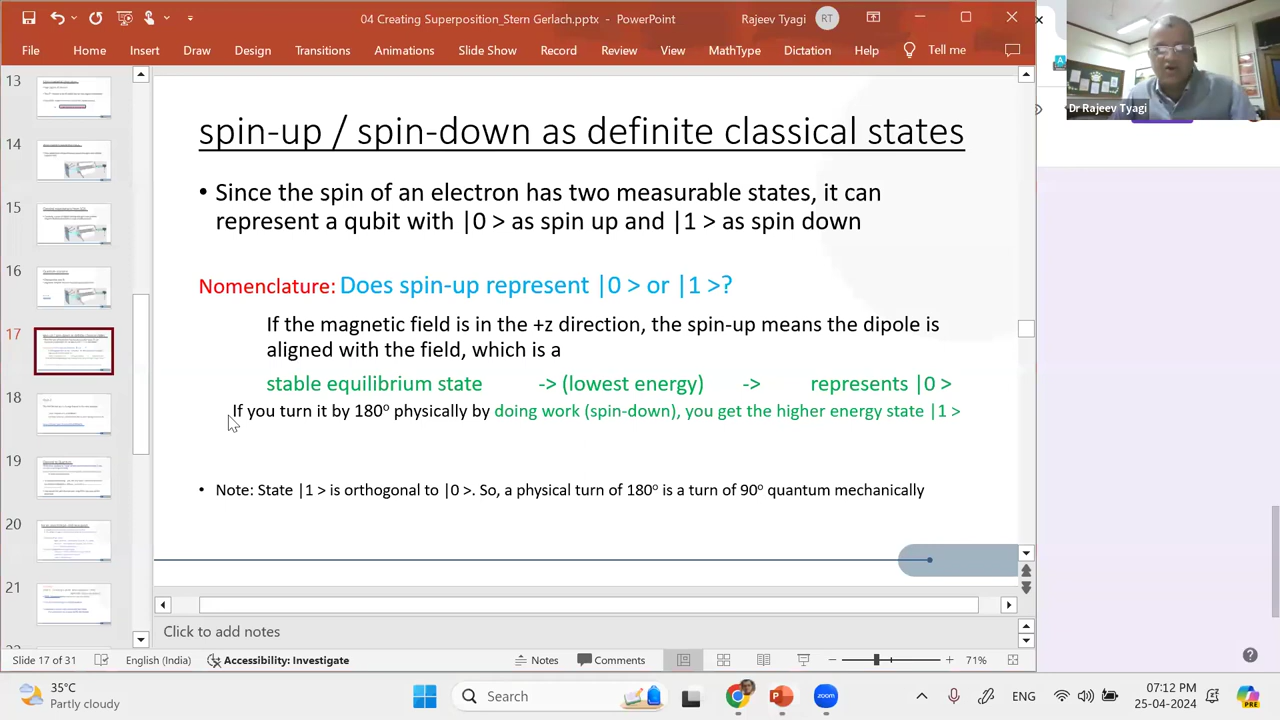 04 Creating Superposition_Stern Gerlach.pptx - PowerPoint
Rajeev Tyagi
RT
File Home Insert Draw Design Transitions Animations Slide Show Record Review View MathType Dictation Help Tell me
Dr Rajeev Tyagi
13
14
15
16
17
18
19
20
21
spin-up / spin-down as definite classical states
• Since the spin of an electron has two measurable states, it can
represent a qubit with |0 > as spin up and |1 > as spin down
Nomenclature: Does spin-up represent |0 > or |1 >?
If the magnetic field is in the +z direction, the spin-up means the dipole is
aligned with the field, which is a
stable equilibrium state -> (lowest energy) -> represents |0 >
If you turn it by 180° physically by doing work (spin-down), you get the higher energy state |1 >
• Note: State |1 > is orthogonal to |0 >. So, a physical turn of 180° is a turn of 90° quantum mechanically
Click to add notes
Slide 17 of 31 English (India) Accessibility: Investigate Notes Comments 71%
35°C
Partly cloudy
Search
PRE
zoom
ENG
07:12 PM
25-04-2024